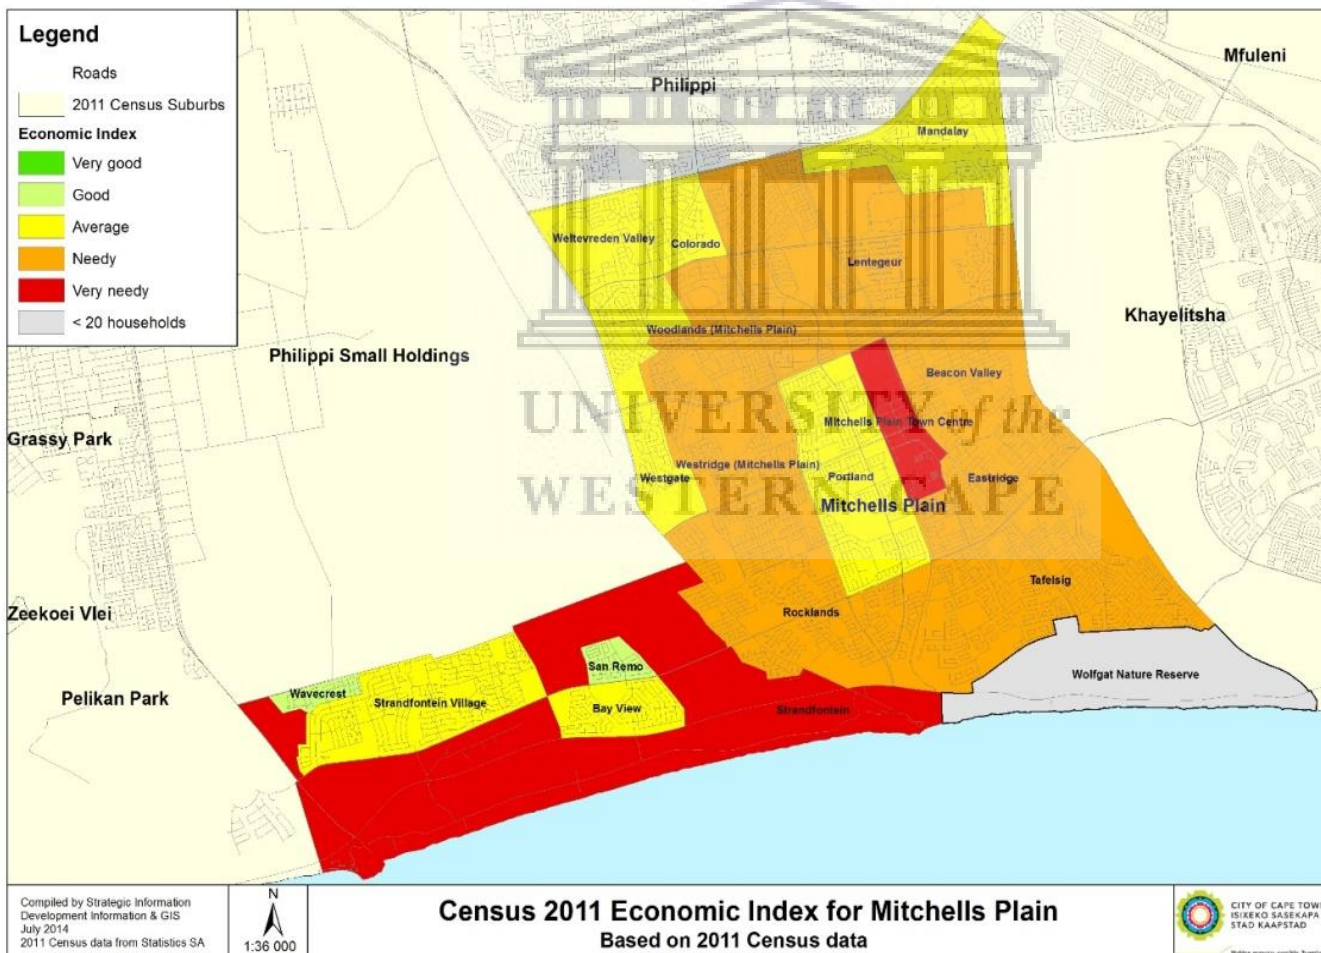 Legend
Roads
2011 Census Suburbs
Economic Index
Very good
Good
Average
Needy
Very needy
< 20 households
Philippi
Mfuleni
Mandalay
Weltevreden Valley
Colorado
Lentegeur
Khayelitsha
Woodlands (Mitchells Plain)
Philippi Small Holdings
Beacon Valley
UNIVERSITY of the
Mitchells Plain Town Centre
Grassy Park
Westridge (Mitchells Plain)
Westgate
Portland
Eastridge
WESTERN CAPE
Mitchells Plain
Tafelsig
Zeekoei Vlei
Rocklands
San Remo
Wolfgat Nature Reserve
Pelikan Park
Wavecrest
Strandfontein Village
Bay View
Strandfontein
Compiled by Strategic Information
Development Information & GIS
July 2014
2011 Census data from Statistics SA
N
1:36 000
Census 2011 Economic Index for Mitchells Plain
Based on 2011 Census data
CITY OF CAPE TOWN
ISIXEKO SASEKAPA
STAD KAAPSTAD